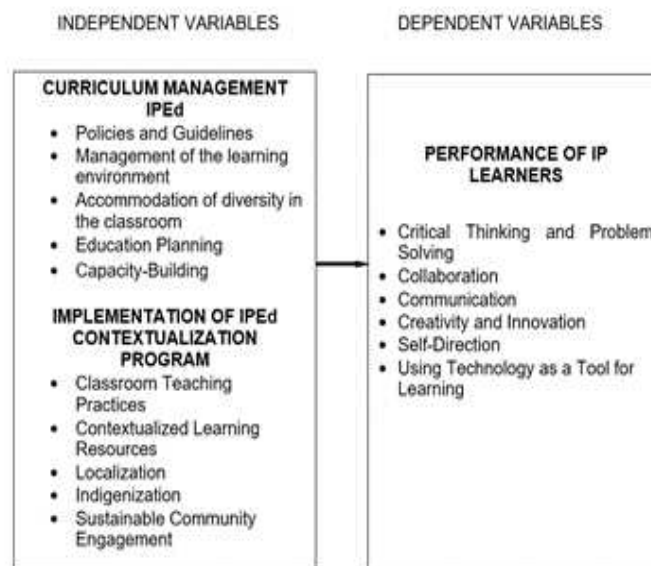 INDEPENDENT VARIABLES
DEPENDENT VARIABLES
CURRICULUM MANAGEMENT
IPEd
• Policies and Guidelines
• Management of the learning
environment
• Accommodation of diversity in
the classroom
• Education Planning
• Capacity-Building
IMPLEMENTATION OF IPEd
CONTEXTUALIZATION
PROGRAM
• Classroom Teaching
Practices
• Contextualized Learning
Resources
• Localization
• Indigenization
• Sustainable Community
Engagement
PERFORMANCE OF IP
LEARNERS
• Critical Thinking and Problem
Solving
• Collaboration
• Communication
• Creativity and Innovation
• Self-Direction
• Using Technology as a Tool for
Learning